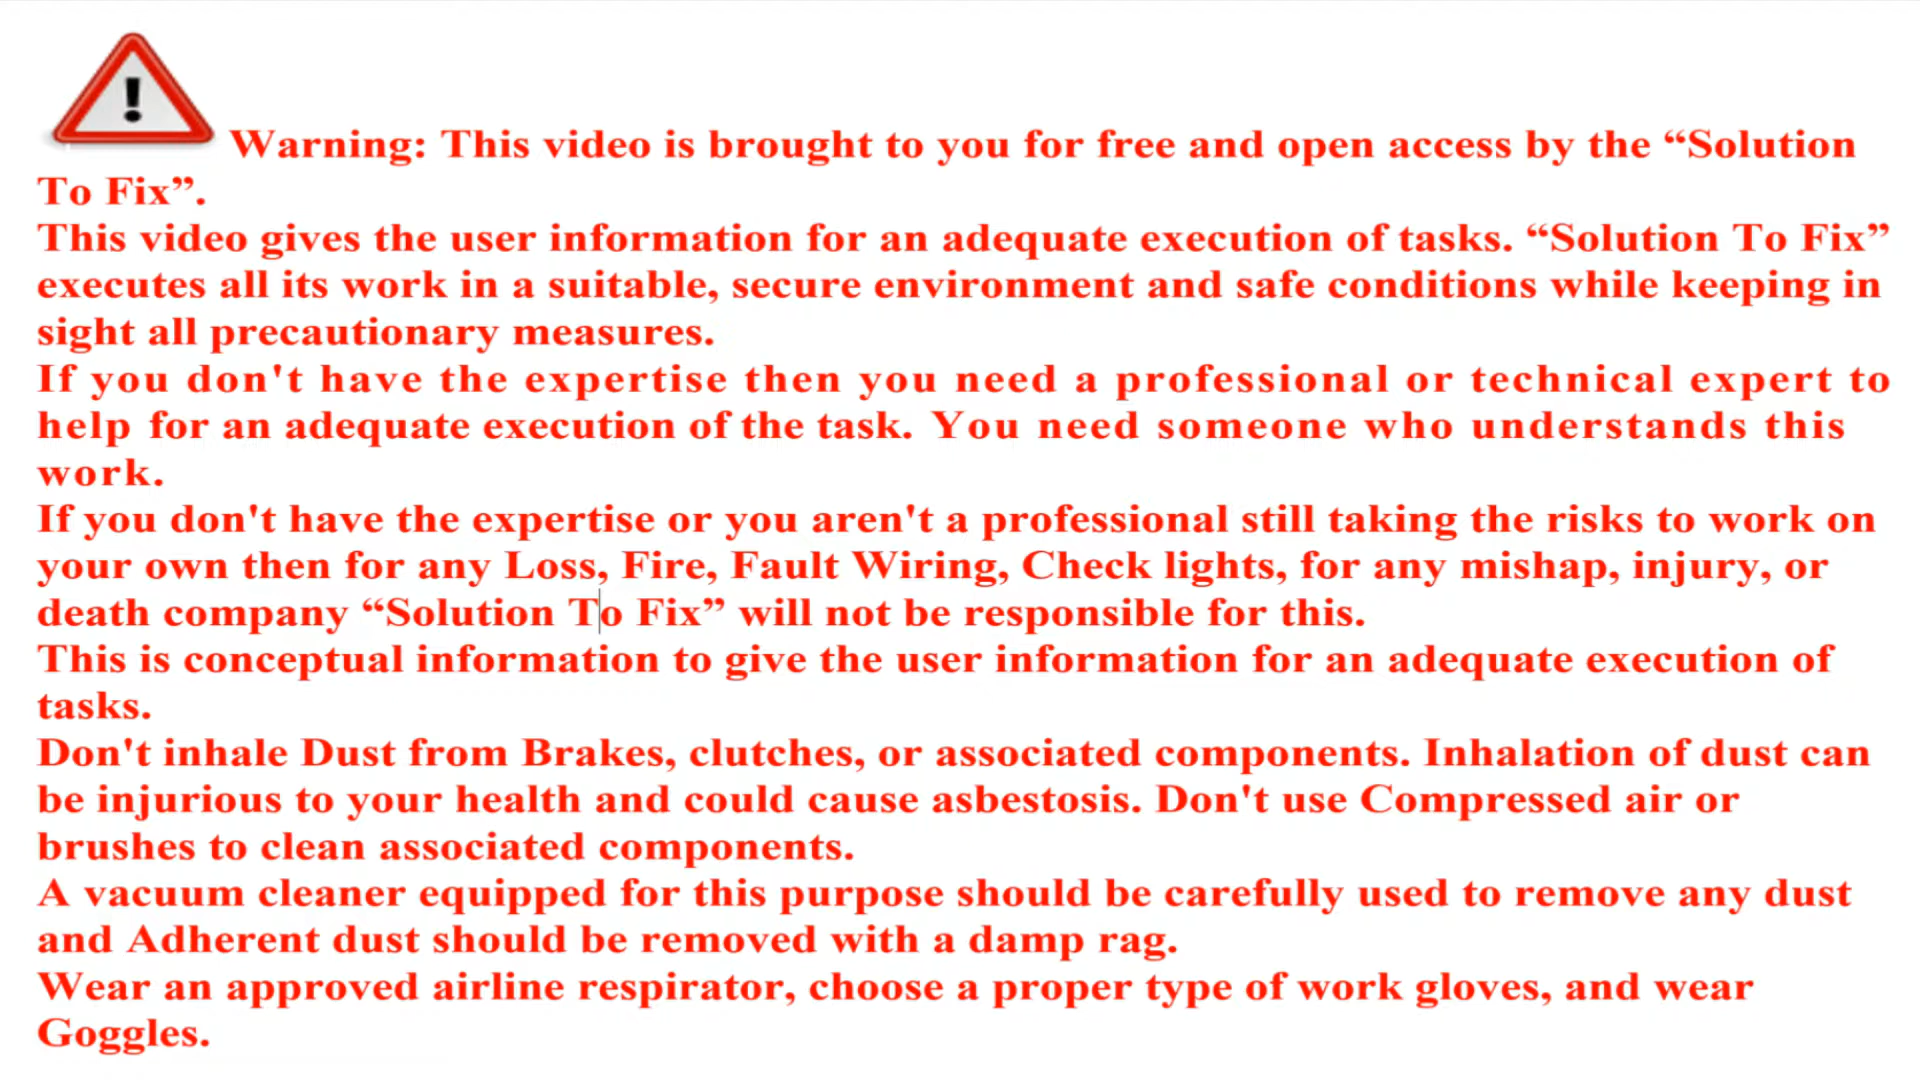 Warning: This video is brought to you for free and open access by the “Solution
To Fix”.
This video gives the user information for an adequate execution of tasks. “Solution To Fix”
executes all its work in a suitable, secure environment and safe conditions while keeping in
sight all precautionary measures.
If you don't have the expertise then you need a professional or technical expert to
help for an adequate execution of the task. You need someone who understands this
work.
If you don't have the expertise or you aren't a professional still taking the risks to work on
your own then for any Loss, Fire, Fault Wiring, Check lights, for any mishap, injury, or
death company “Solution To Fix” will not be responsible for this.
This is conceptual information to give the user information for an adequate execution of
tasks.
Don't inhale Dust from Brakes, clutches, or associated components. Inhalation of dust can
be injurious to your health and could cause asbestosis. Don't use Compressed air or
brushes to clean associated components.
A vacuum cleaner equipped for this purpose should be carefully used to remove any dust
and Adherent dust should be removed with a damp rag.
Wear an approved airline respirator, choose a proper type of work gloves, and wear
Goggles.